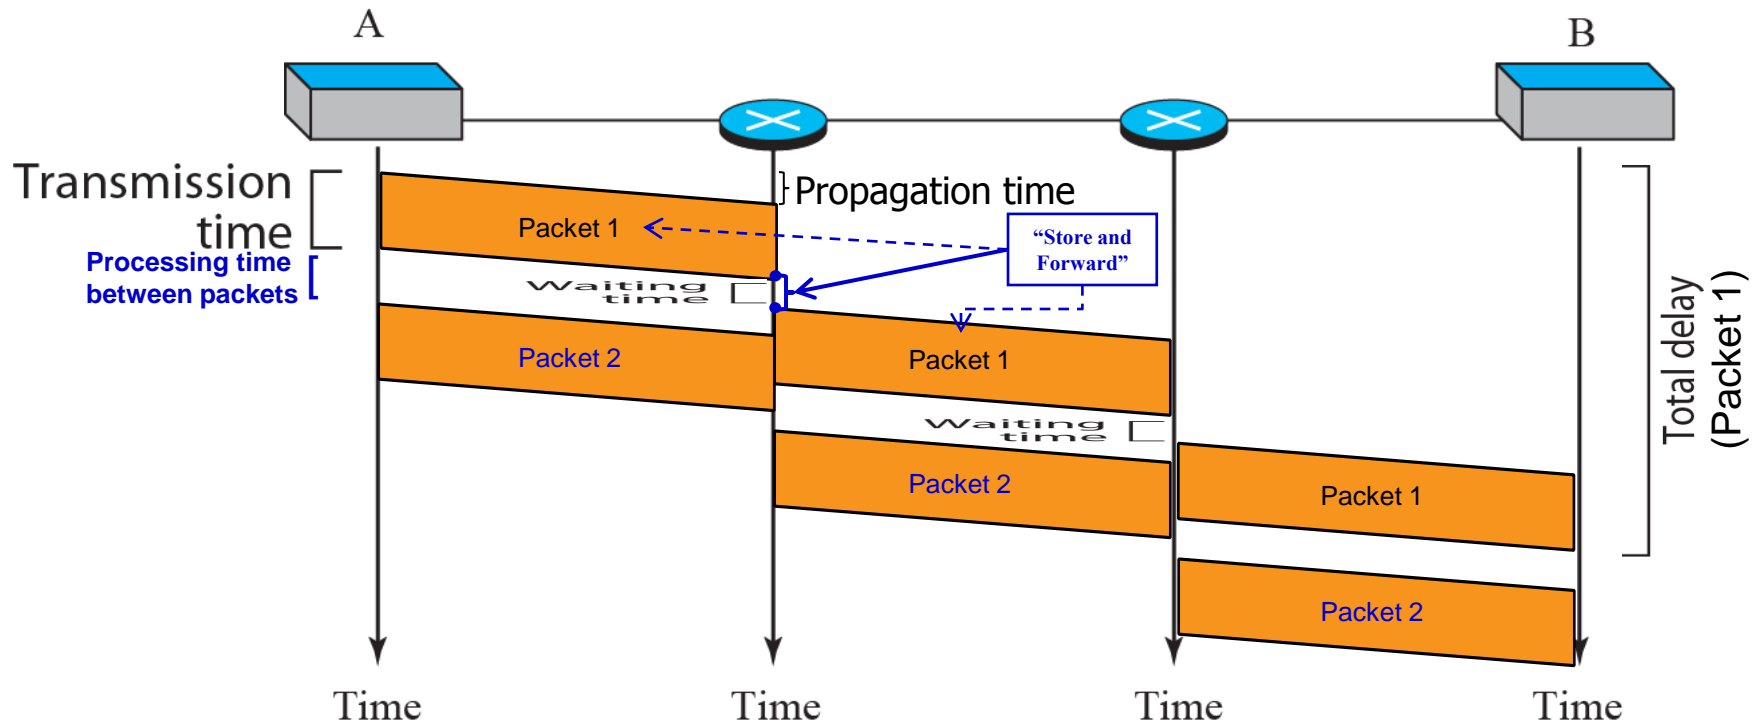 A
B
Transmission
time
Propagation time
Packet 1
“Store and
Forward”
Processing time
between packets
Waiting
time
Packet 2
Packet 1
Total delay
(Packet 1)
Waiting
time
Packet 2
Packet 1
Packet 2
Time
Time
Time
Time